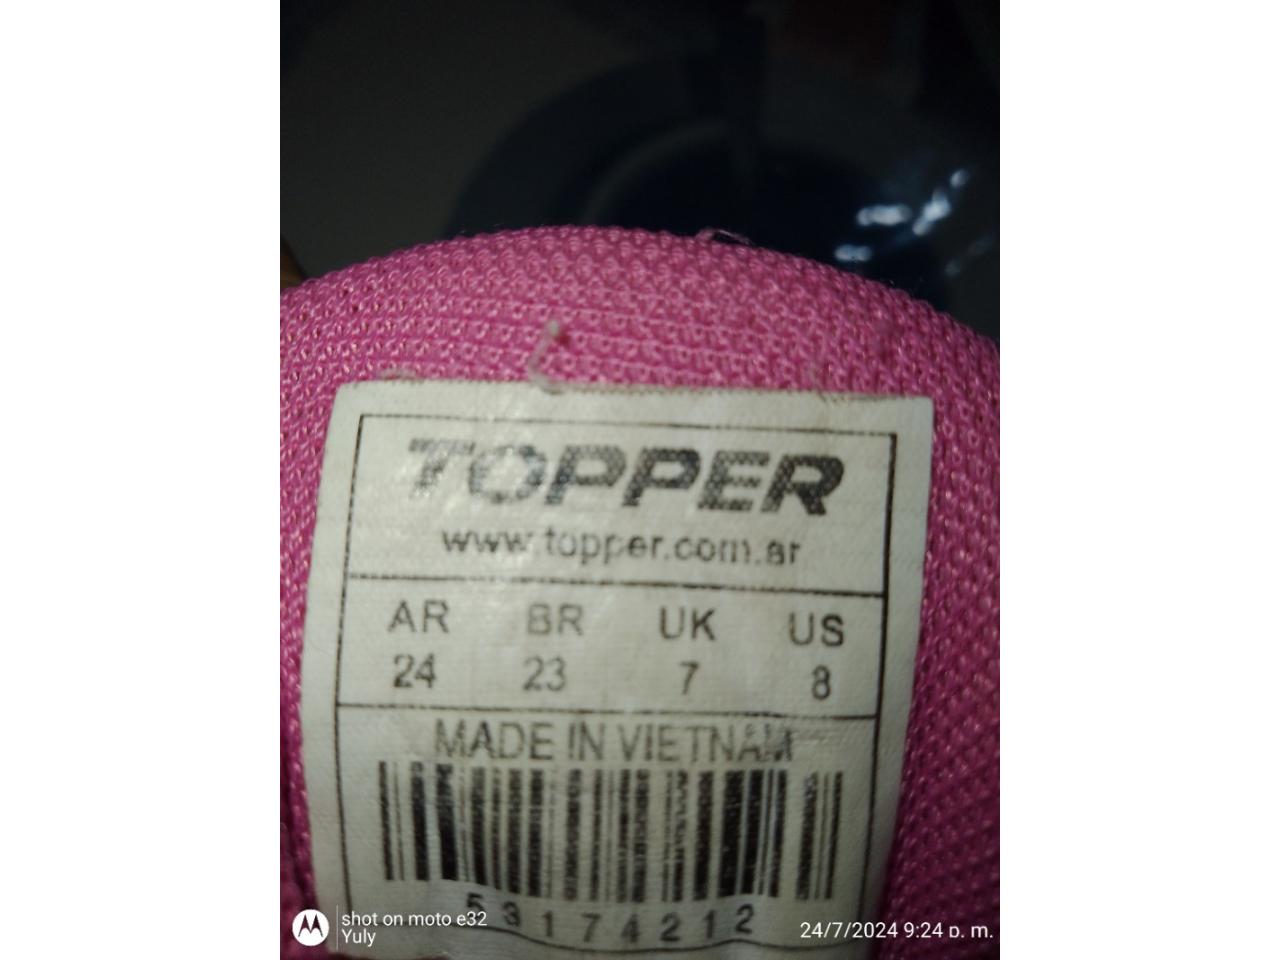 TOPPER
www.topper.com.ar
AR BR UK US
24 23 7 8
MADE IN VIETNAM
53174212
shot on moto e32
Yuly
24/7/2024 9:24 p. m.